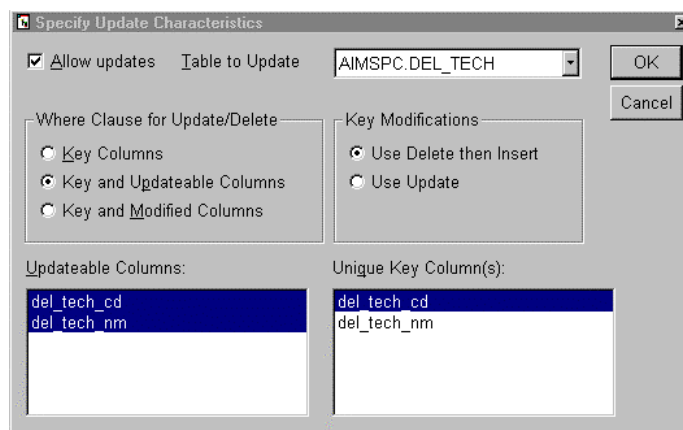 Specify Update Characteristics
Allow updates Table to Update AIMSPC.DEL_TECH OK
Cancel
Where Clause for Update/Delete Key Modifications
Key Columns Use Delete then Insert
Key and Updateable Columns Use Update
Key and Modified Columns
Updateable Columns: Unique Key Column(s):
del_tech_cd del_tech_cd
del_tech_nm del_tech_nm